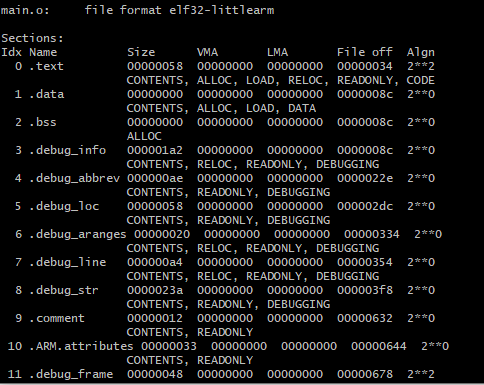 main.o:     file format elf32-littlearm
Sections:
Idx Name          Size      VMA       LMA       File off  Algn
  0 .text         00000058  00000000  00000000  00000034  2**2
                  CONTENTS, ALLOC, LOAD, RELOC, READONLY, CODE
  1 .data         00000000  00000000  00000000  0000008c  2**0
                  CONTENTS, ALLOC, LOAD, DATA
  2 .bss          00000000  00000000  00000000  0000008c  2**0
                  ALLOC
  3 .debug_info   000001a2  00000000  00000000  0000008c  2**0
                  CONTENTS, RELOC, READONLY, DEBUGGING
  4 .debug_abbrev 000000ae  00000000  00000000  0000022e  2**0
                  CONTENTS, READONLY, DEBUGGING
  5 .debug_loc    00000058  00000000  00000000  000002dc  2**0
                  CONTENTS, READONLY, DEBUGGING
  6 .debug_aranges 00000020  00000000  00000000  00000334  2**0
                  CONTENTS, RELOC, READONLY, DEBUGGING
  7 .debug_line   000000a4  00000000  00000000  00000354  2**0
                  CONTENTS, RELOC, READONLY, DEBUGGING
  8 .debug_str    0000023a  00000000  00000000  000003f8  2**0
                  CONTENTS, READONLY, DEBUGGING
  9 .comment      00000012  00000000  00000000  00000632  2**0
                  CONTENTS, READONLY
 10 .ARM.attributes 00000033  00000000  00000000  00000644  2**0
                  CONTENTS, READONLY
 11 .debug_frame  00000048  00000000  00000000  00000678  2**2